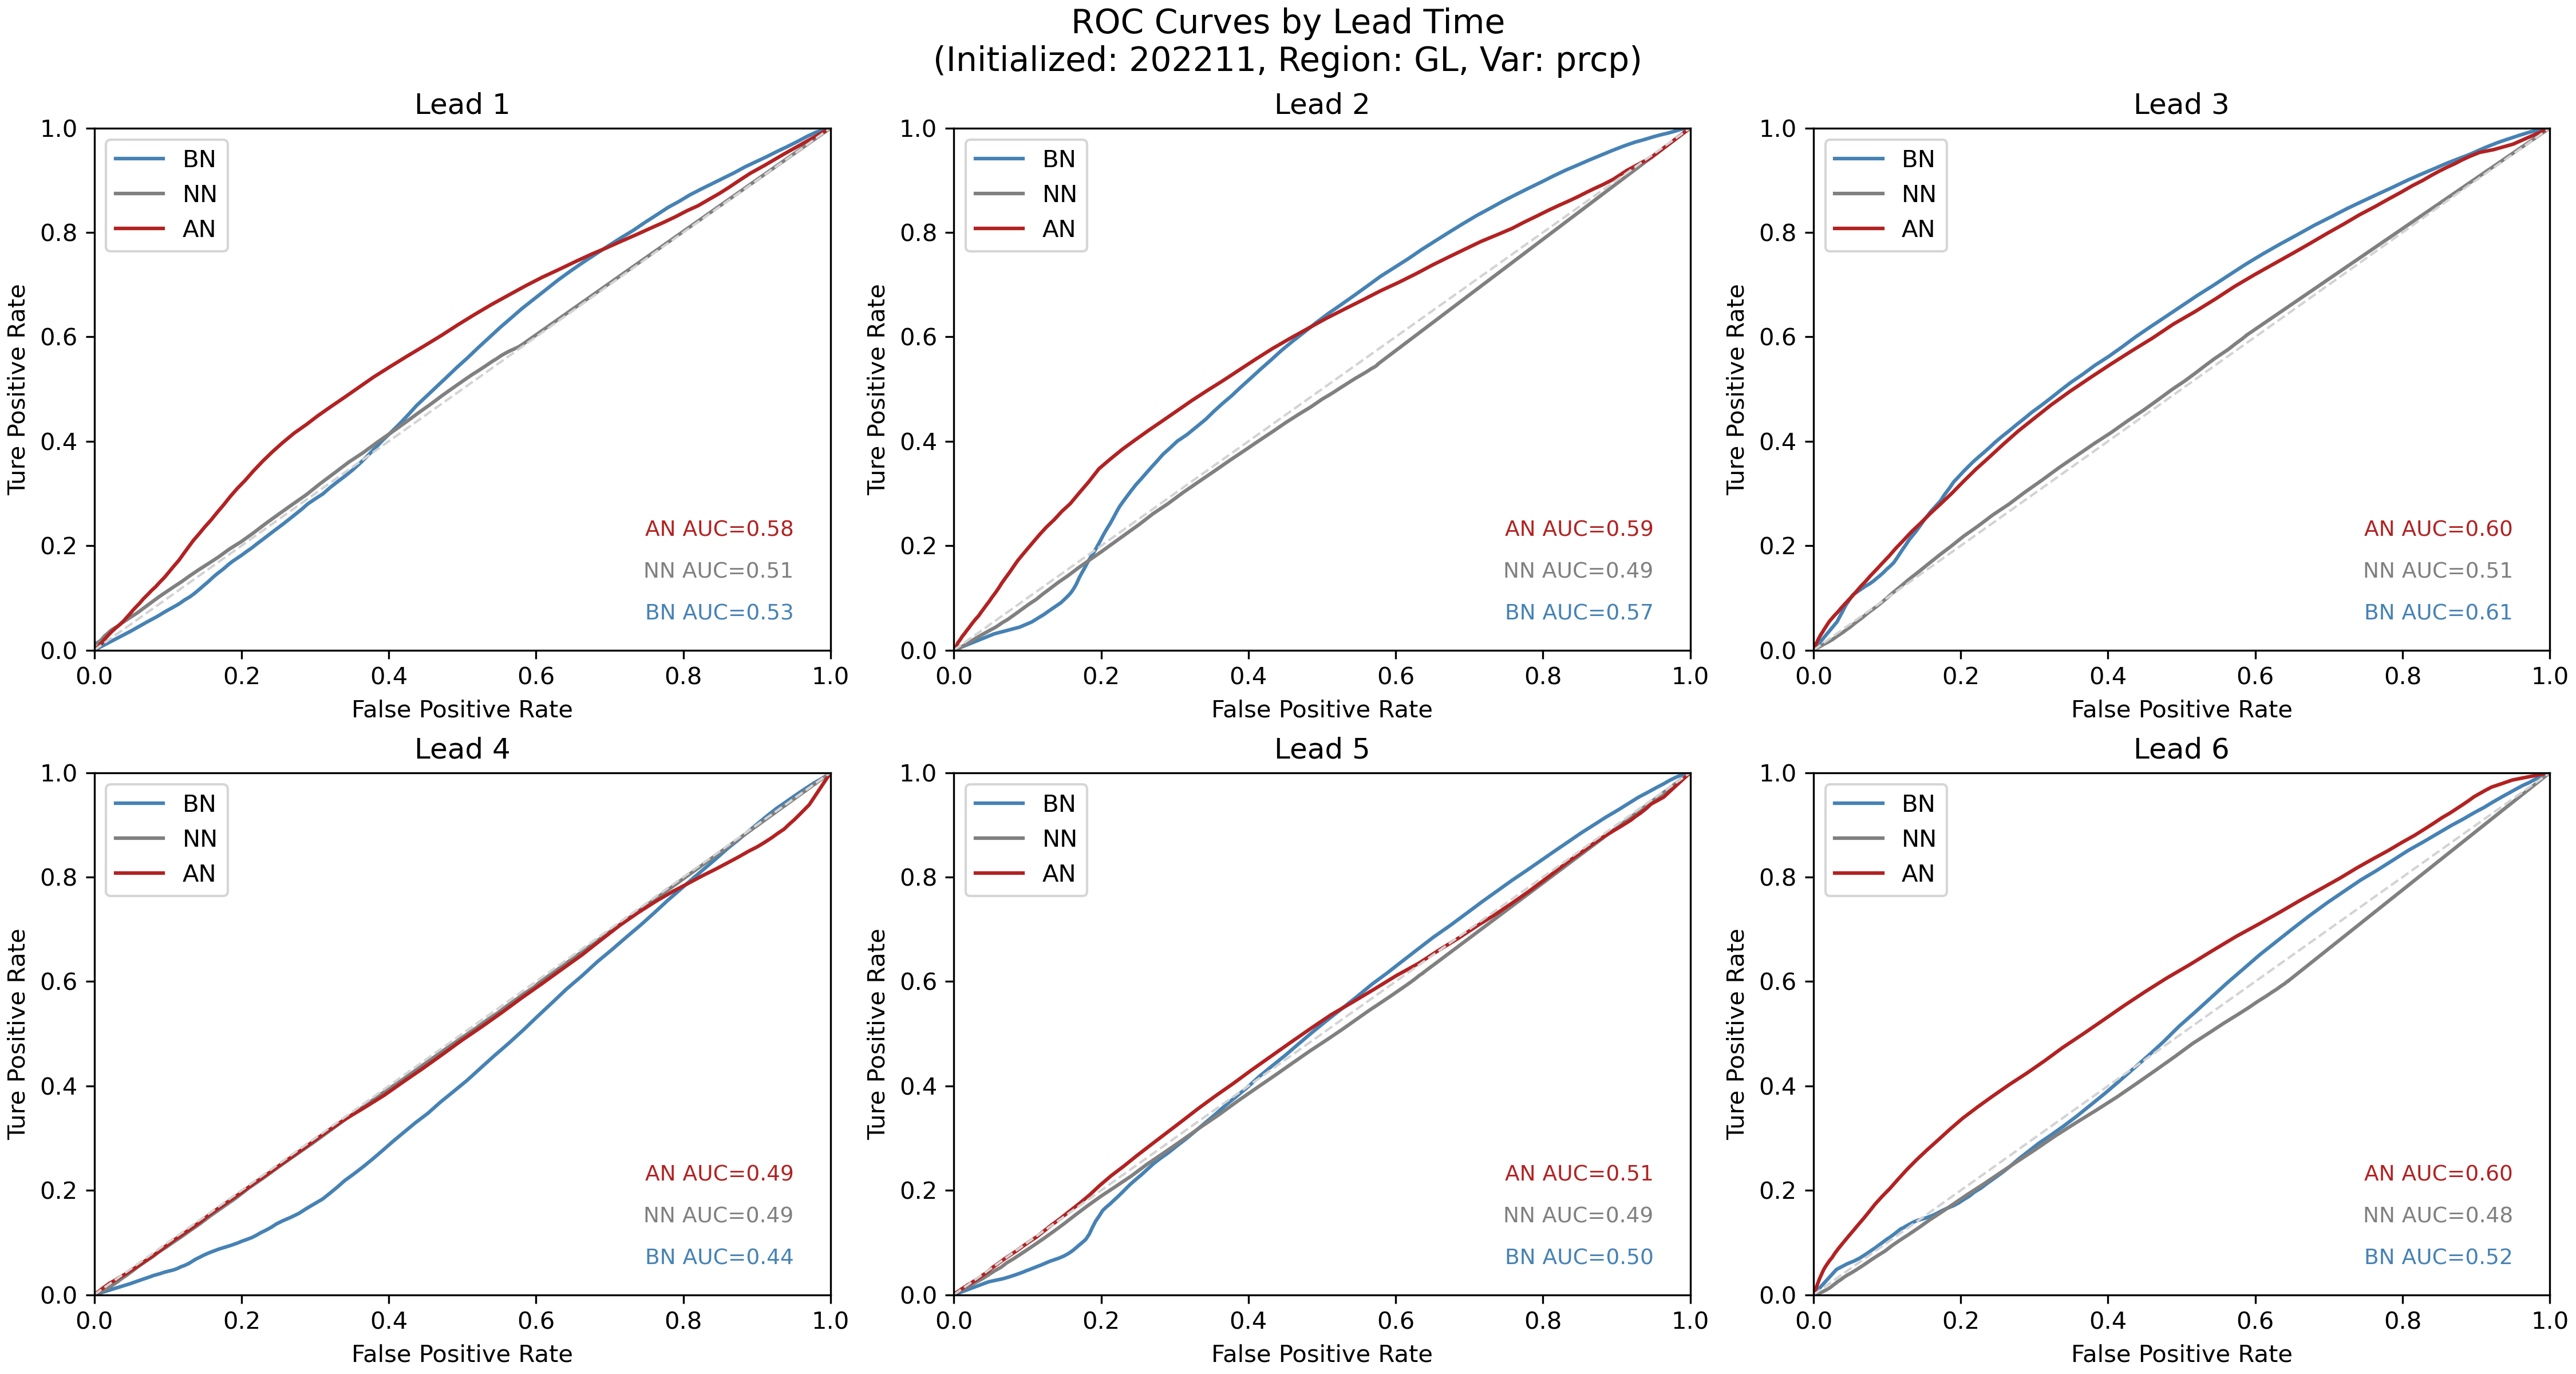 ROC Curves by Lead Time
(Initialized: 202211, Region: GL, Var: prcp)
Lead 1
1.0
0.8
0.6
0.4
0.2
0.0
Ture Positive Rate
BN
NN
AN
AN AUC=0.58
NN AUC=0.51
BN AUC=0.53
0.0 0.2 0.4 0.6 0.8 1.0
False Positive Rate
Lead 2
1.0
0.8
0.6
0.4
0.2
0.0
Ture Positive Rate
BN
NN
AN
AN AUC=0.59
NN AUC=0.49
BN AUC=0.57
0.0 0.2 0.4 0.6 0.8 1.0
False Positive Rate
Lead 3
1.0
0.8
0.6
0.4
0.2
0.0
Ture Positive Rate
BN
NN
AN
AN AUC=0.60
NN AUC=0.51
BN AUC=0.61
0.0 0.2 0.4 0.6 0.8 1.0
False Positive Rate
Lead 4
1.0
0.8
0.6
0.4
0.2
0.0
Ture Positive Rate
BN
NN
AN
AN AUC=0.49
NN AUC=0.49
BN AUC=0.44
0.0 0.2 0.4 0.6 0.8 1.0
False Positive Rate
Lead 5
1.0
0.8
0.6
0.4
0.2
0.0
Ture Positive Rate
BN
NN
AN
AN AUC=0.51
NN AUC=0.49
BN AUC=0.50
0.0 0.2 0.4 0.6 0.8 1.0
False Positive Rate
Lead 6
1.0
0.8
0.6
0.4
0.2
0.0
Ture Positive Rate
BN
NN
AN
AN AUC=0.60
NN AUC=0.48
BN AUC=0.52
0.0 0.2 0.4 0.6 0.8 1.0
False Positive Rate